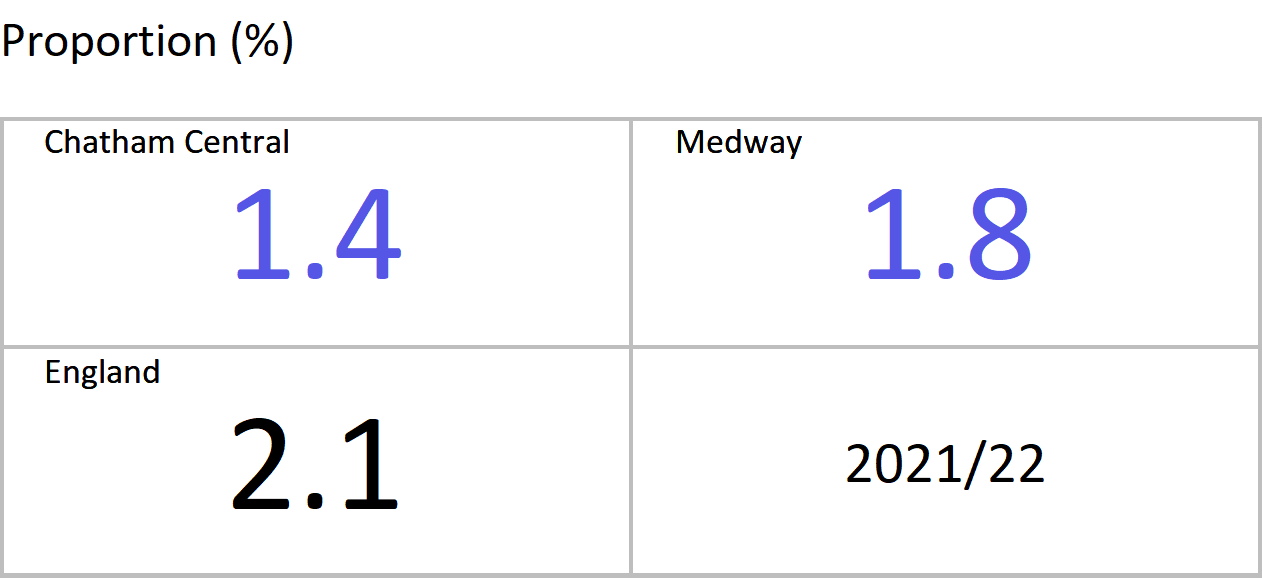 Proportion (%)
Chatham Central
1.4
Medway
1.8
England
2.1
2021/22